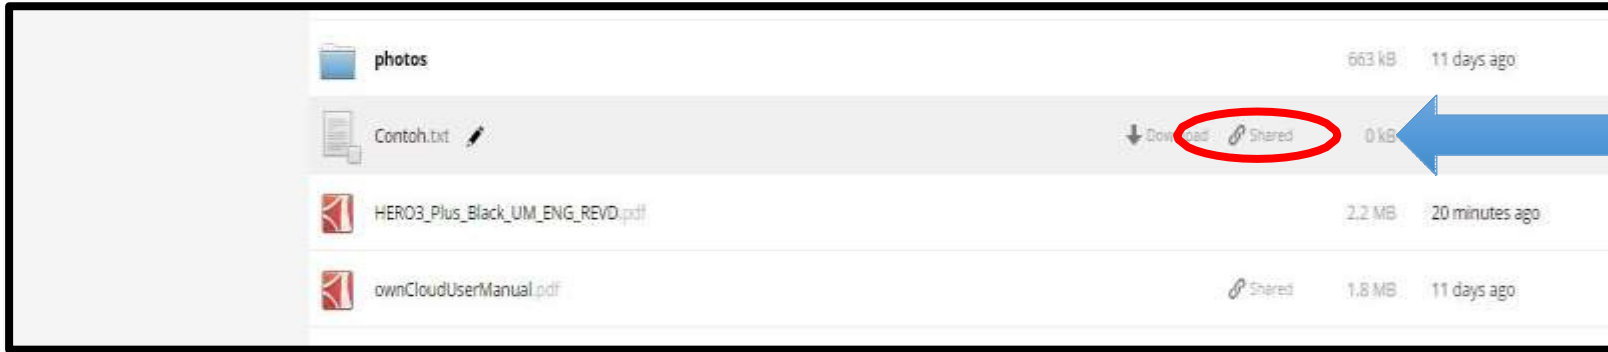 photos 663 kB 11 days ago
Contoh.txt Download Shared 0 kB
HERO3_Plus_Black_UM_ENG_REVD.pdf 2.2 MB 20 minutes ago
ownCloudUserManual.pdf Shared 1.8 MB 11 days ago